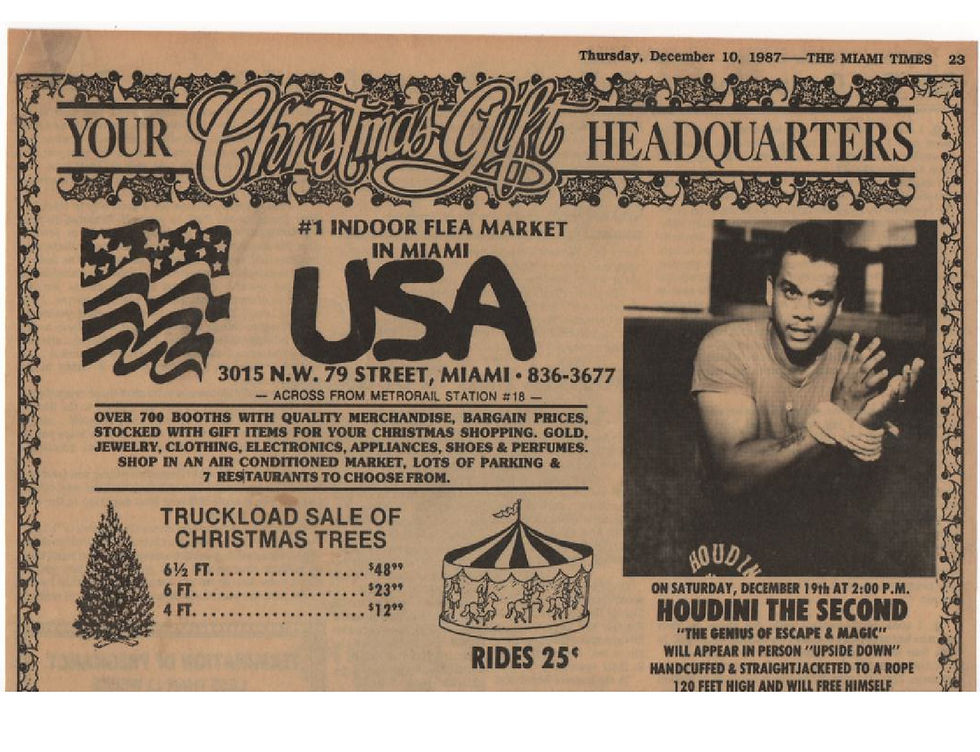 Thursday, December 10, 1987—THE MIAMI TIMES 23
YOUR Christmas Gift HEADQUARTERS
#1 INDOOR FLEA MARKET
IN MIAMI
USA
3015 N.W. 79 STREET, MIAMI • 836-3677
— ACROSS FROM METRORAIL STATION #18 —
OVER 700 BOOTHS WITH QUALITY MERCHANDISE, BARGAIN PRICES,
STOCKED WITH GIFT ITEMS FOR YOUR CHRISTMAS SHOPPING. GOLD,
JEWELRY, CLOTHING, ELECTRONICS, APPLIANCES, SHOES & PERFUMES.
SHOP IN AN AIR CONDITIONED MARKET, LOTS OF PARKING &
7 RESTAURANTS TO CHOOSE FROM.
TRUCKLOAD SALE OF
CHRISTMAS TREES
6½ FT. . . . . . . . . . . . . . . . . . $48⁹⁹
6 FT. . . . . . . . . . . . . . . . . . . $23⁹⁹
4 FT. . . . . . . . . . . . . . . . . . . $12⁹⁹
RIDES 25¢
HOUDIN
ON SATURDAY, DECEMBER 19th AT 2:00 P.M.
HOUDINI THE SECOND
"THE GENIUS OF ESCAPE & MAGIC"
WILL APPEAR IN PERSON "UPSIDE DOWN"
HANDCUFFED & STRAIGHTJACKETED TO A ROPE
120 FEET HIGH AND WILL FREE HIMSELF